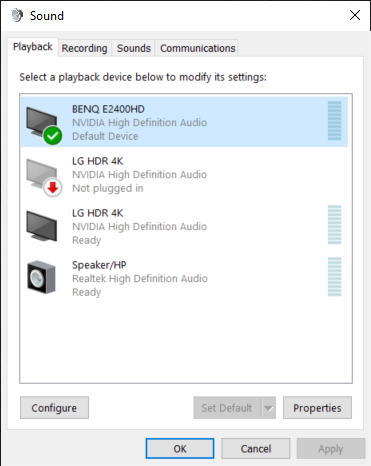 Sound
Playback Recording Sounds Communications
Select a playback device below to modify its settings:
BENQ E2400HD
NVIDIA High Definition Audio
Default Device
LG HDR 4K
NVIDIA High Definition Audio
Not plugged in
LG HDR 4K
NVIDIA High Definition Audio
Ready
Speaker/HP
Realtek High Definition Audio
Ready
Configure Set Default Properties
OK Cancel Apply